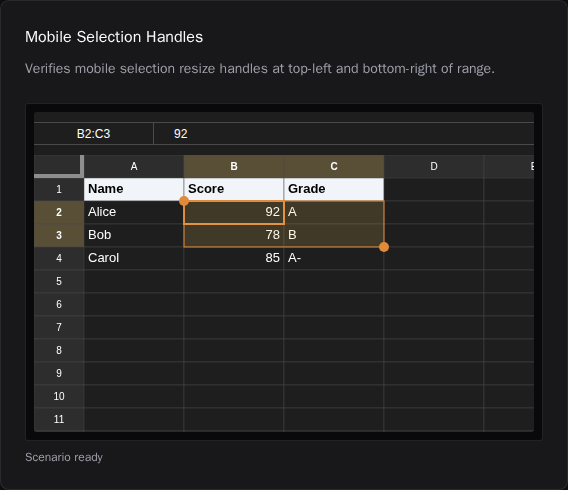 Mobile Selection Handles
Verifies mobile selection resize handles at top-left and bottom-right of range.
B2:C3 92
A B C D E
1 Name Score Grade
2 Alice 92 A
3 Bob 78 B
4 Carol 85 A-
5
6
7
8
9
10
11
Scenario ready